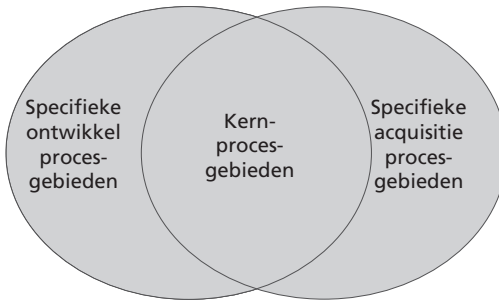 Specifieke
ontwikkel
proces-
gebieden
Kern-
proces-
gebieden
Specifieke
acquisitie
proces-
gebieden